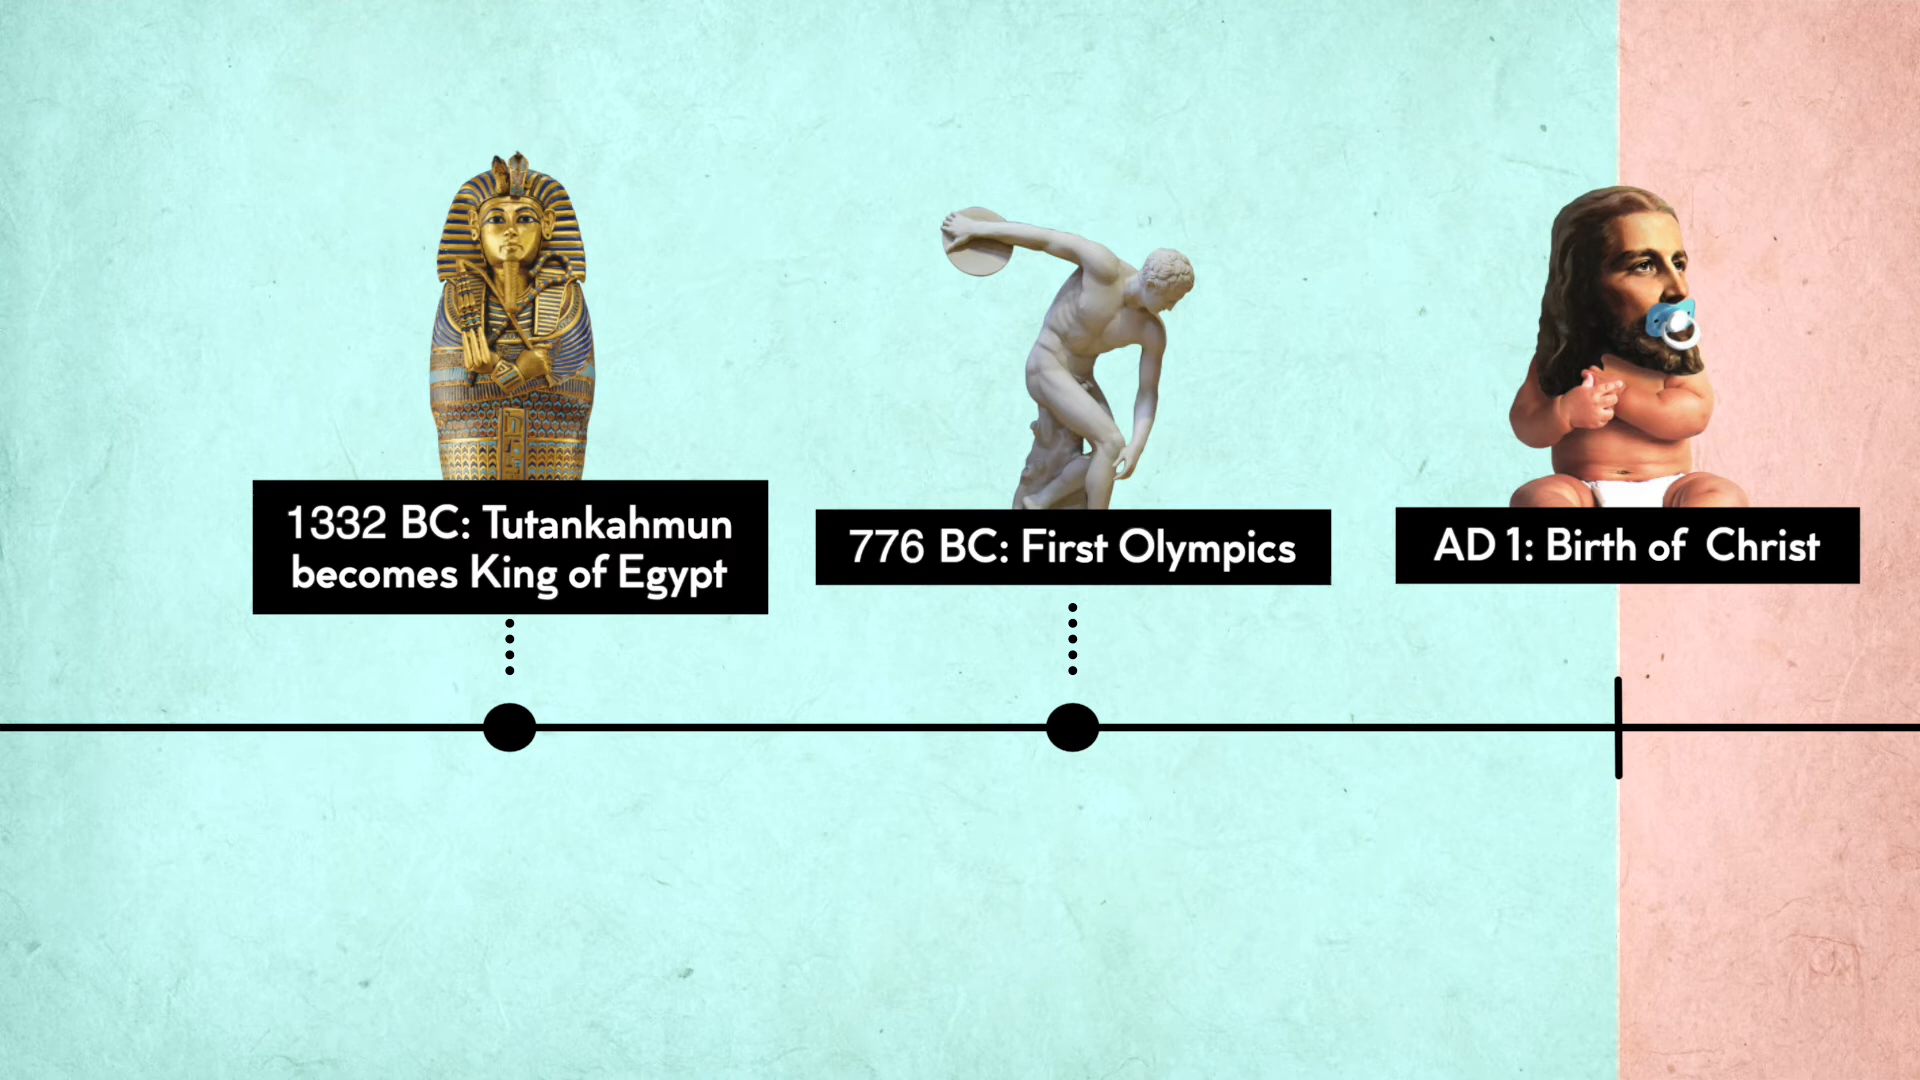 1332 BC: Tutankahmun
becomes King of Egypt
776 BC: First Olympics
AD 1: Birth of Christ